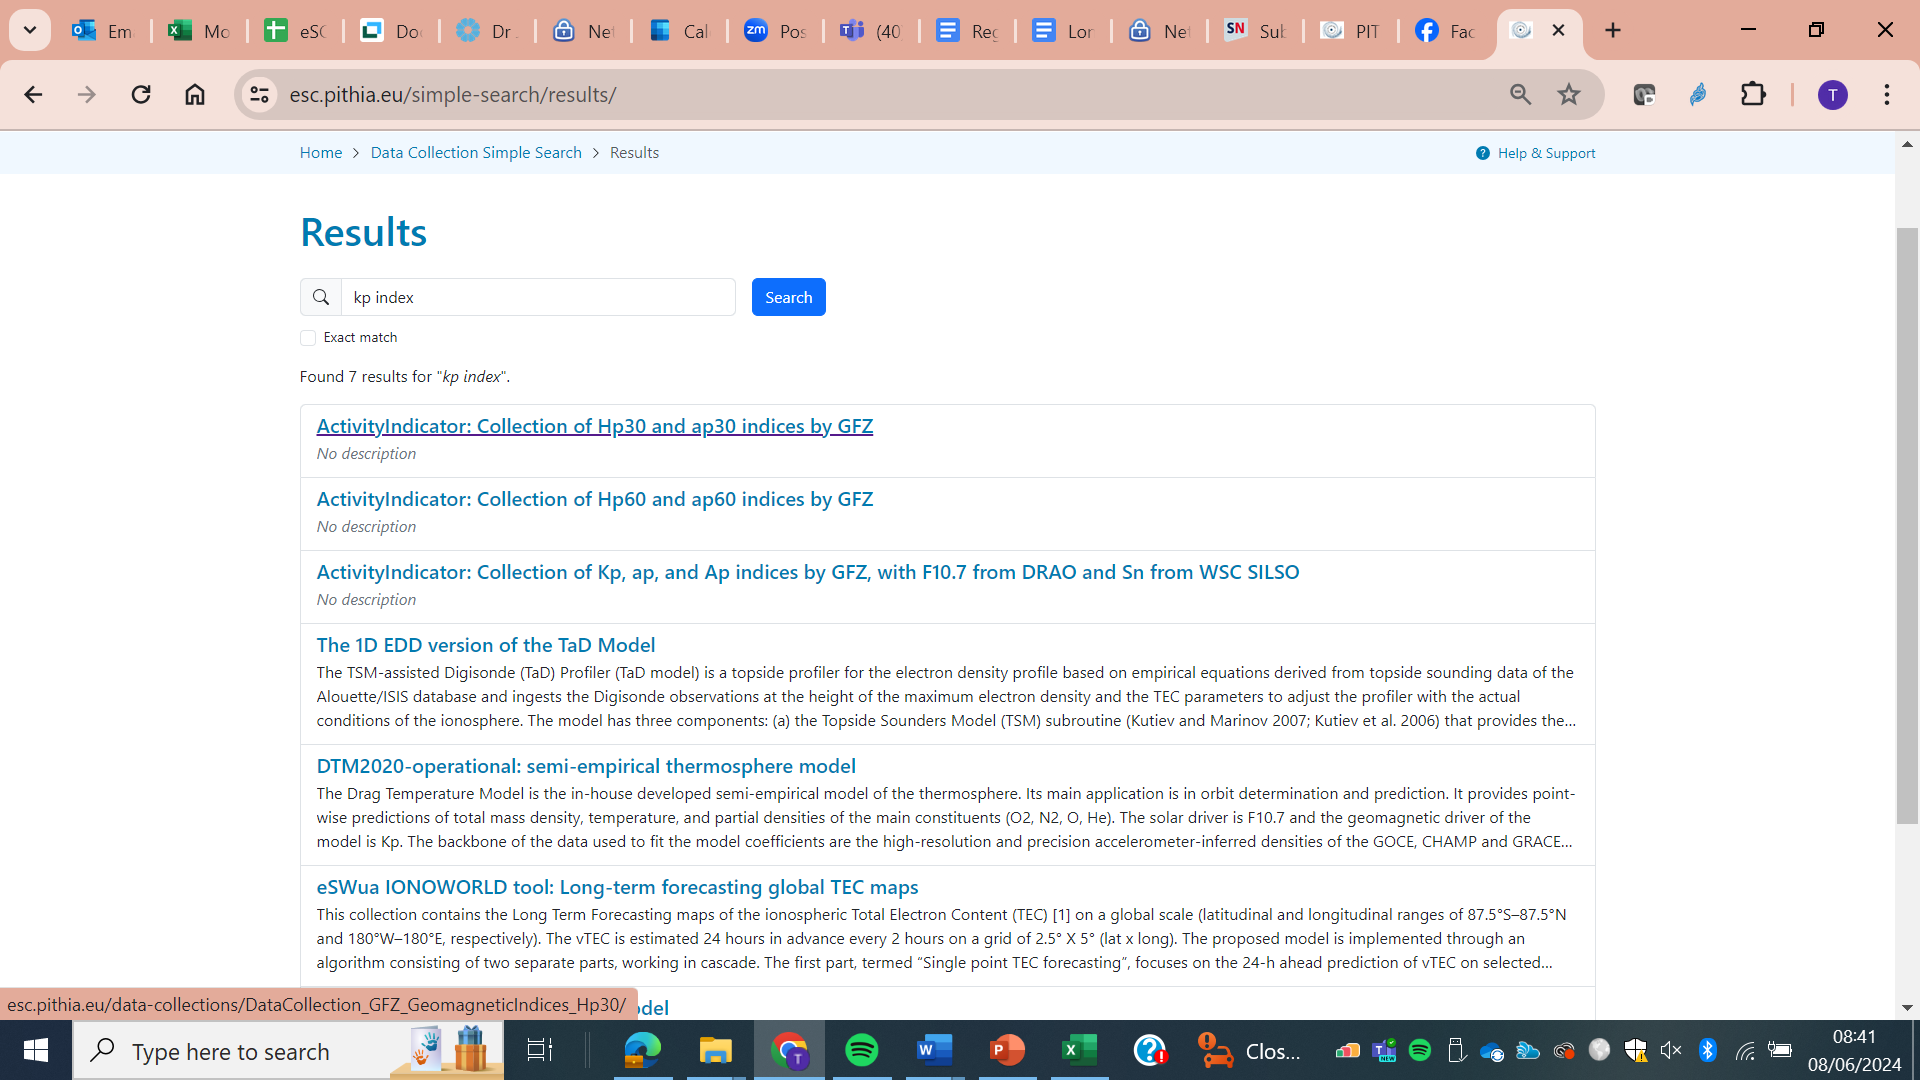 Em
Mo
eSC
Do
Dr
Net
Cal
zm
Pos
(40
Reg
Lor
Net
SN
Sub
PIT
Fac
esc.pithia.eu/simple-search/results/
T
Home > Data Collection Simple Search > Results
? Help & Support
Results
kp index
Search
Exact match
Found 7 results for "kp index".
ActivityIndicator: Collection of Hp30 and ap30 indices by GFZ
No description
ActivityIndicator: Collection of Hp60 and ap60 indices by GFZ
No description
ActivityIndicator: Collection of Kp, ap, and Ap indices by GFZ, with F10.7 from DRAO and Sn from WSC SILSO
No description
The 1D EDD version of the TaD Model
The TSM-assisted Digisonde (TaD) Profiler (TaD model) is a topside profiler for the electron density profile based on empirical equations derived from topside sounding data of the
Alouette/ISIS database and ingests the Digisonde observations at the height of the maximum electron density and the TEC parameters to adjust the profiler with the actual
conditions of the ionosphere. The model has three components: (a) the Topside Sounders Model (TSM) subroutine (Kutiev and Marinov 2007; Kutiev et al. 2006) that provides the...
DTM2020-operational: semi-empirical thermosphere model
The Drag Temperature Model is the in-house developed semi-empirical model of the thermosphere. Its main application is in orbit determination and prediction. It provides point-
wise predictions of total mass density, temperature, and partial densities of the main constituents (O2, N2, O, He). The solar driver is F10.7 and the geomagnetic driver of the
model is Kp. The backbone of the data used to fit the model coefficients are the high-resolution and precision accelerometer-inferred densities of the GOCE, CHAMP and GRACE...
eSWua IONOWORLD tool: Long-term forecasting global TEC maps
This collection contains the Long Term Forecasting maps of the ionospheric Total Electron Content (TEC) [1] on a global scale (latitudinal and longitudinal ranges of 87.5°S–87.5°N
and 180°W–180°E, respectively). The vTEC is estimated 24 hours in advance every 2 hours on a grid of 2.5° X 5° (lat x long). The proposed model is implemented through an
algorithm consisting of two separate parts, working in cascade. The first part, termed “Single point TEC forecasting”, focuses on the 24-h ahead prediction of vTEC on selected...
esc.pithia.eu/data-collections/DataCollection_GFZ_GeomagneticIndices_Hp30/
odel
Type here to search
Clos...
08:41
08/06/2024